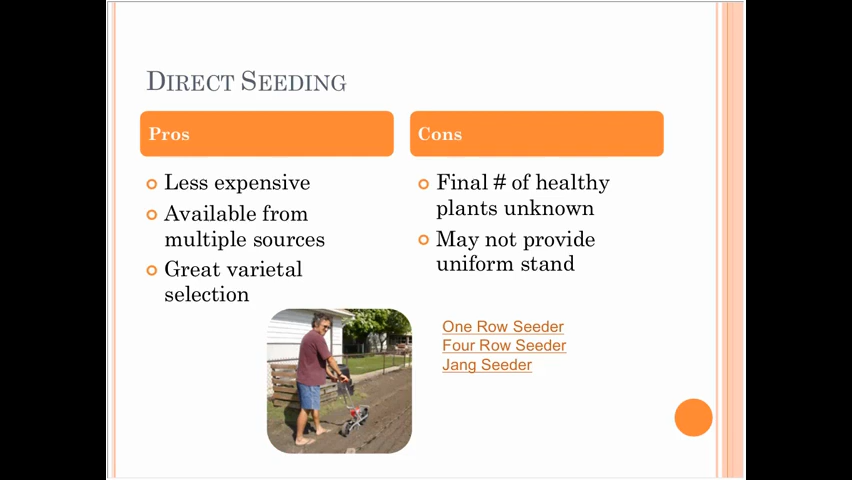 DIRECT SEEDING
Pros
Less expensive
Available from
multiple sources
Great varietal
selection
Cons
Final # of healthy
plants unknown
May not provide
uniform stand
One Row Seeder
Four Row Seeder
Jang Seeder